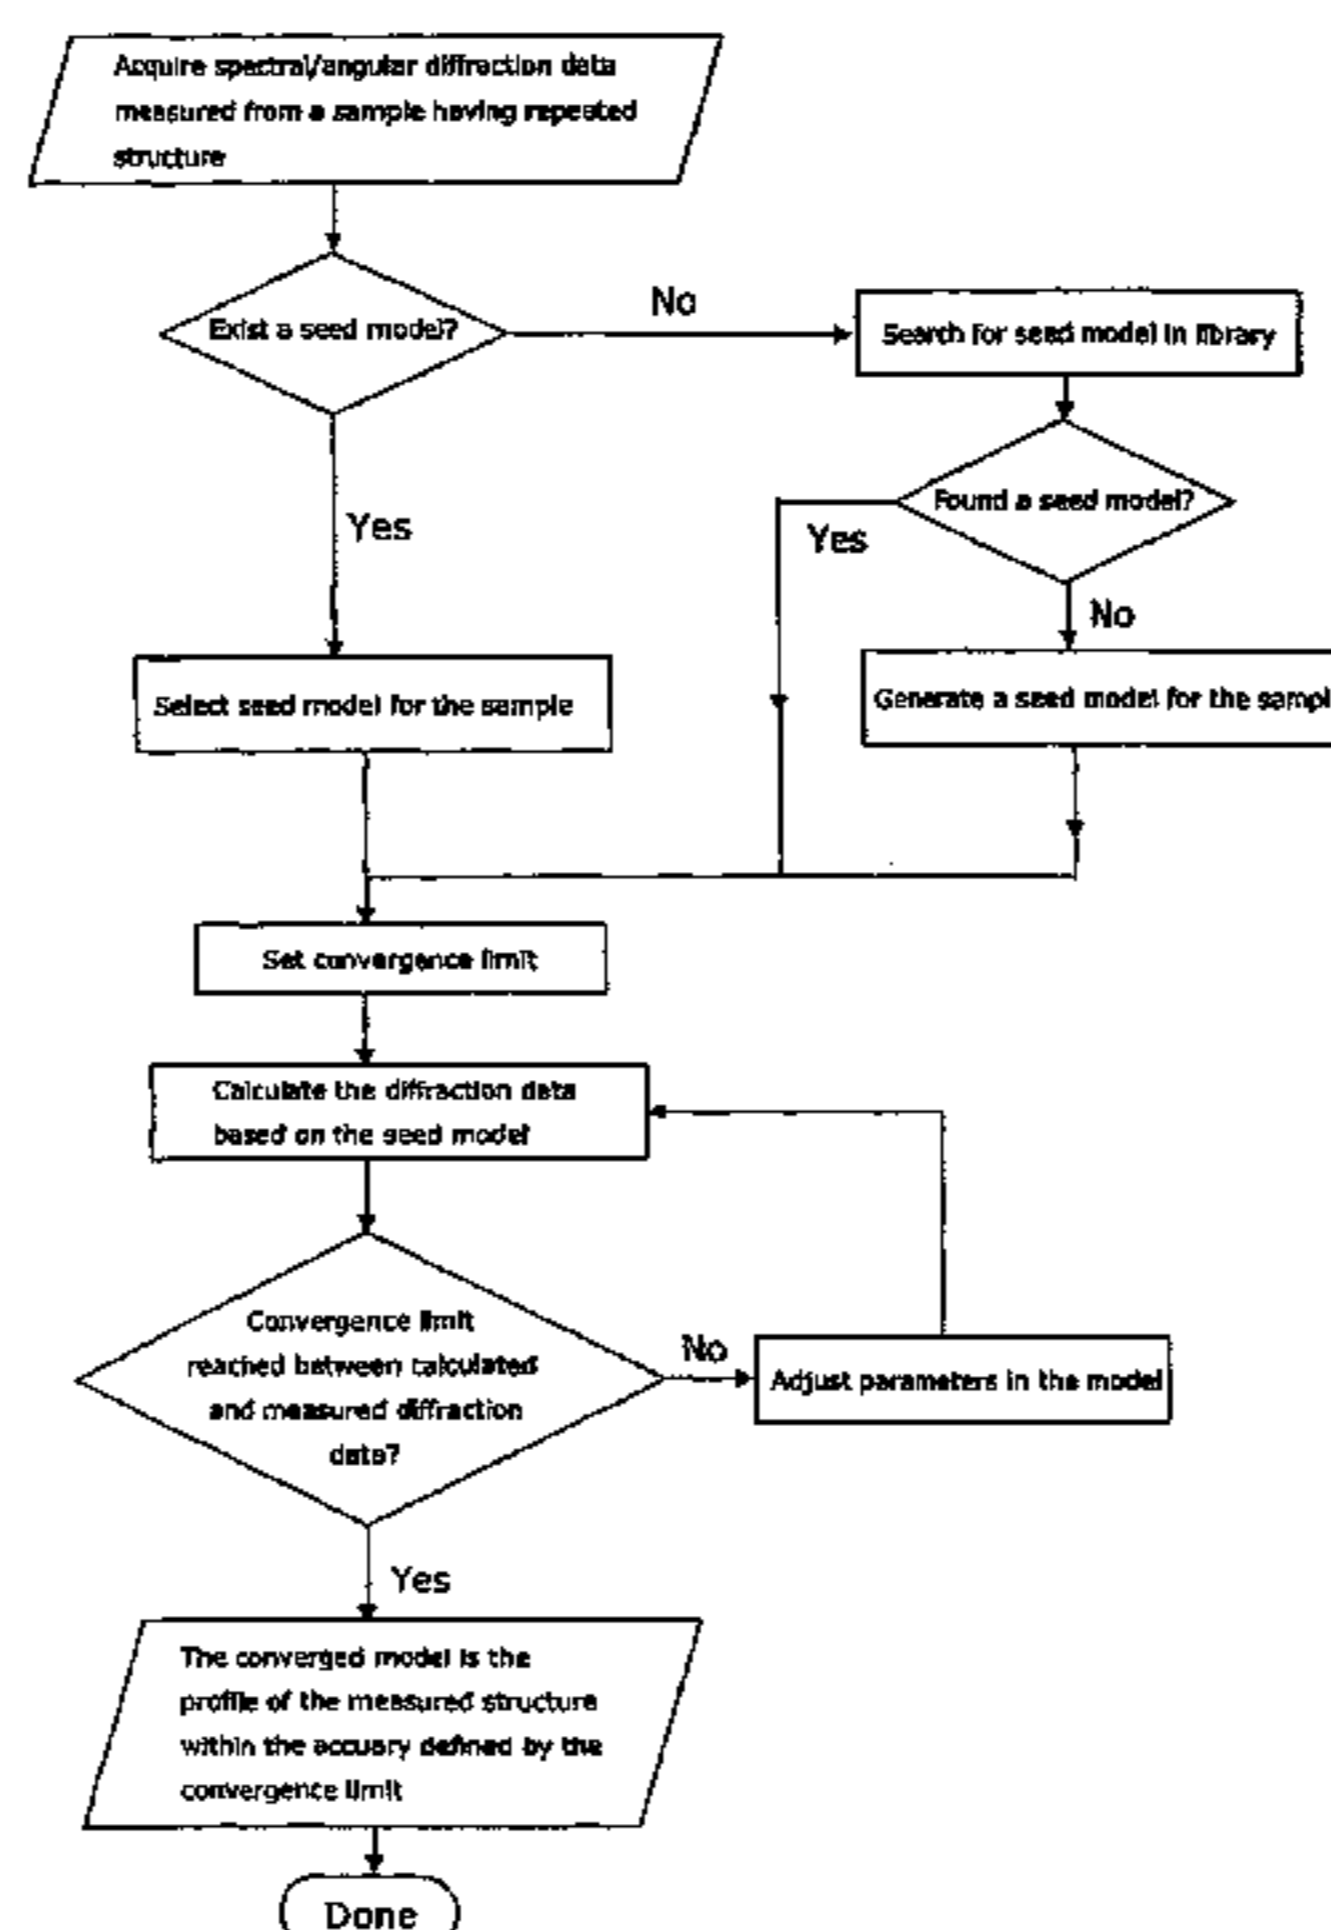 Acquire spectral/angular diffraction data
measured from a sample having repeated
structure
Exist a seed model?
No
Search for seed model in library
Found a seed model?
Yes
Yes
No
Select seed model for the sample
Generate a seed model for the sampl
Set convergence limit
Calculate the diffraction data
based on the seed model
Convergence limit
reached between calculated
and measured diffraction
data?
No
Adjust parameters in the model
Yes
The converged model is the
profile of the measured structure
within the accuary defined by the
convergence limit
Done